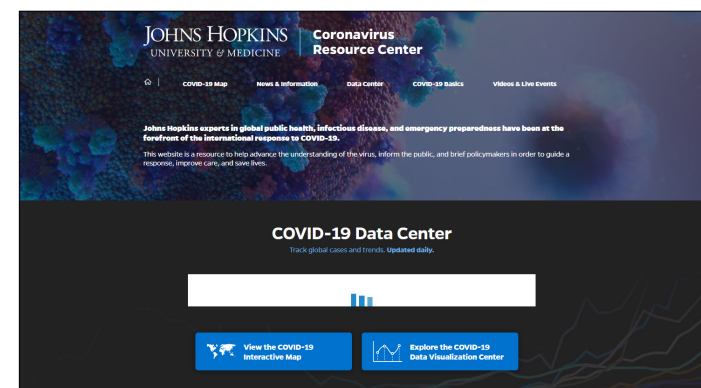 JOHNS HOPKINS
UNIVERSITY & MEDICINE
Coronavirus
Resource Center
COVID-19 Map News & Information Data Center COVID-19 Basics Videos & Live Events
Johns Hopkins experts in global public health, infectious disease, and emergency preparedness have been at the
forefront of the international response to COVID-19.
This website is a resource to help advance the understanding of the virus, inform the public, and brief policymakers in order to guide a
response, improve care, and save lives.
COVID-19 Data Center
Track global cases and trends. Updated daily.
View the COVID-19
Interactive Map
Explore the COVID-19
Data Visualization Center